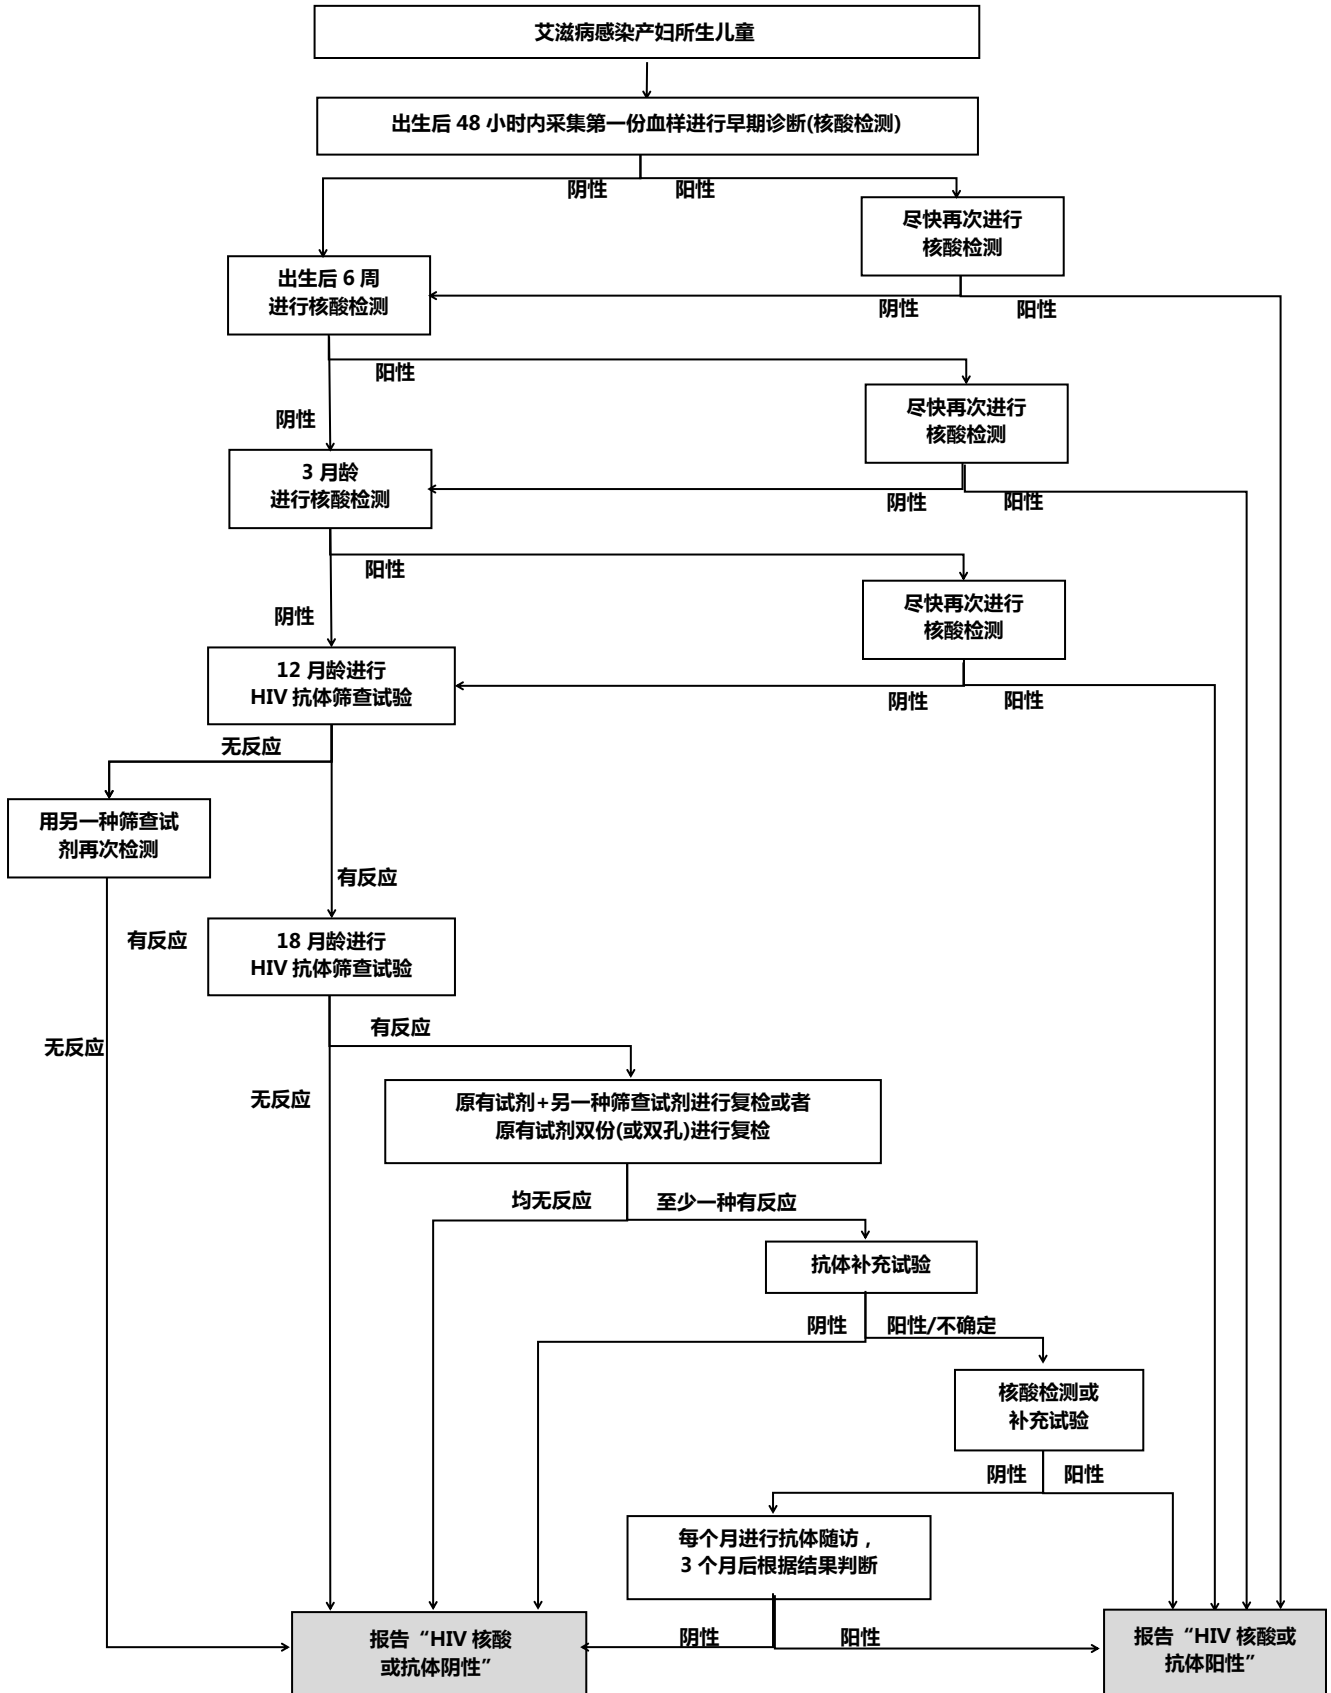 艾滋病感染产妇所生儿童
出生后 48 小时内采集第一份血样进行早期诊断(核酸检测)
阴性
阳性
尽快再次进行
核酸检测
出生后 6 周
进行核酸检测
阴性
阳性
阳性
尽快再次进行
核酸检测
阴性
3 月龄
进行核酸检测
阴性
阳性
阳性
尽快再次进行
核酸检测
阴性
12 月龄进行
HIV 抗体筛查试验
阴性
阳性
无反应
用另一种筛查试
剂再次检测
有反应
有反应
18 月龄进行
HIV 抗体筛查试验
有反应
无反应
无反应
原有试剂+另一种筛查试剂进行复检或者
原有试剂双份(或双孔)进行复检
均无反应
至少一种有反应
抗体补充试验
阴性
阳性/不确定
核酸检测或
补充试验
阴性
阳性
每个月进行抗体随访，
3 个月后根据结果判断
阴性
阳性
报告“HIV 核酸
或抗体阴性”
报告“HIV 核酸或
抗体阳性”